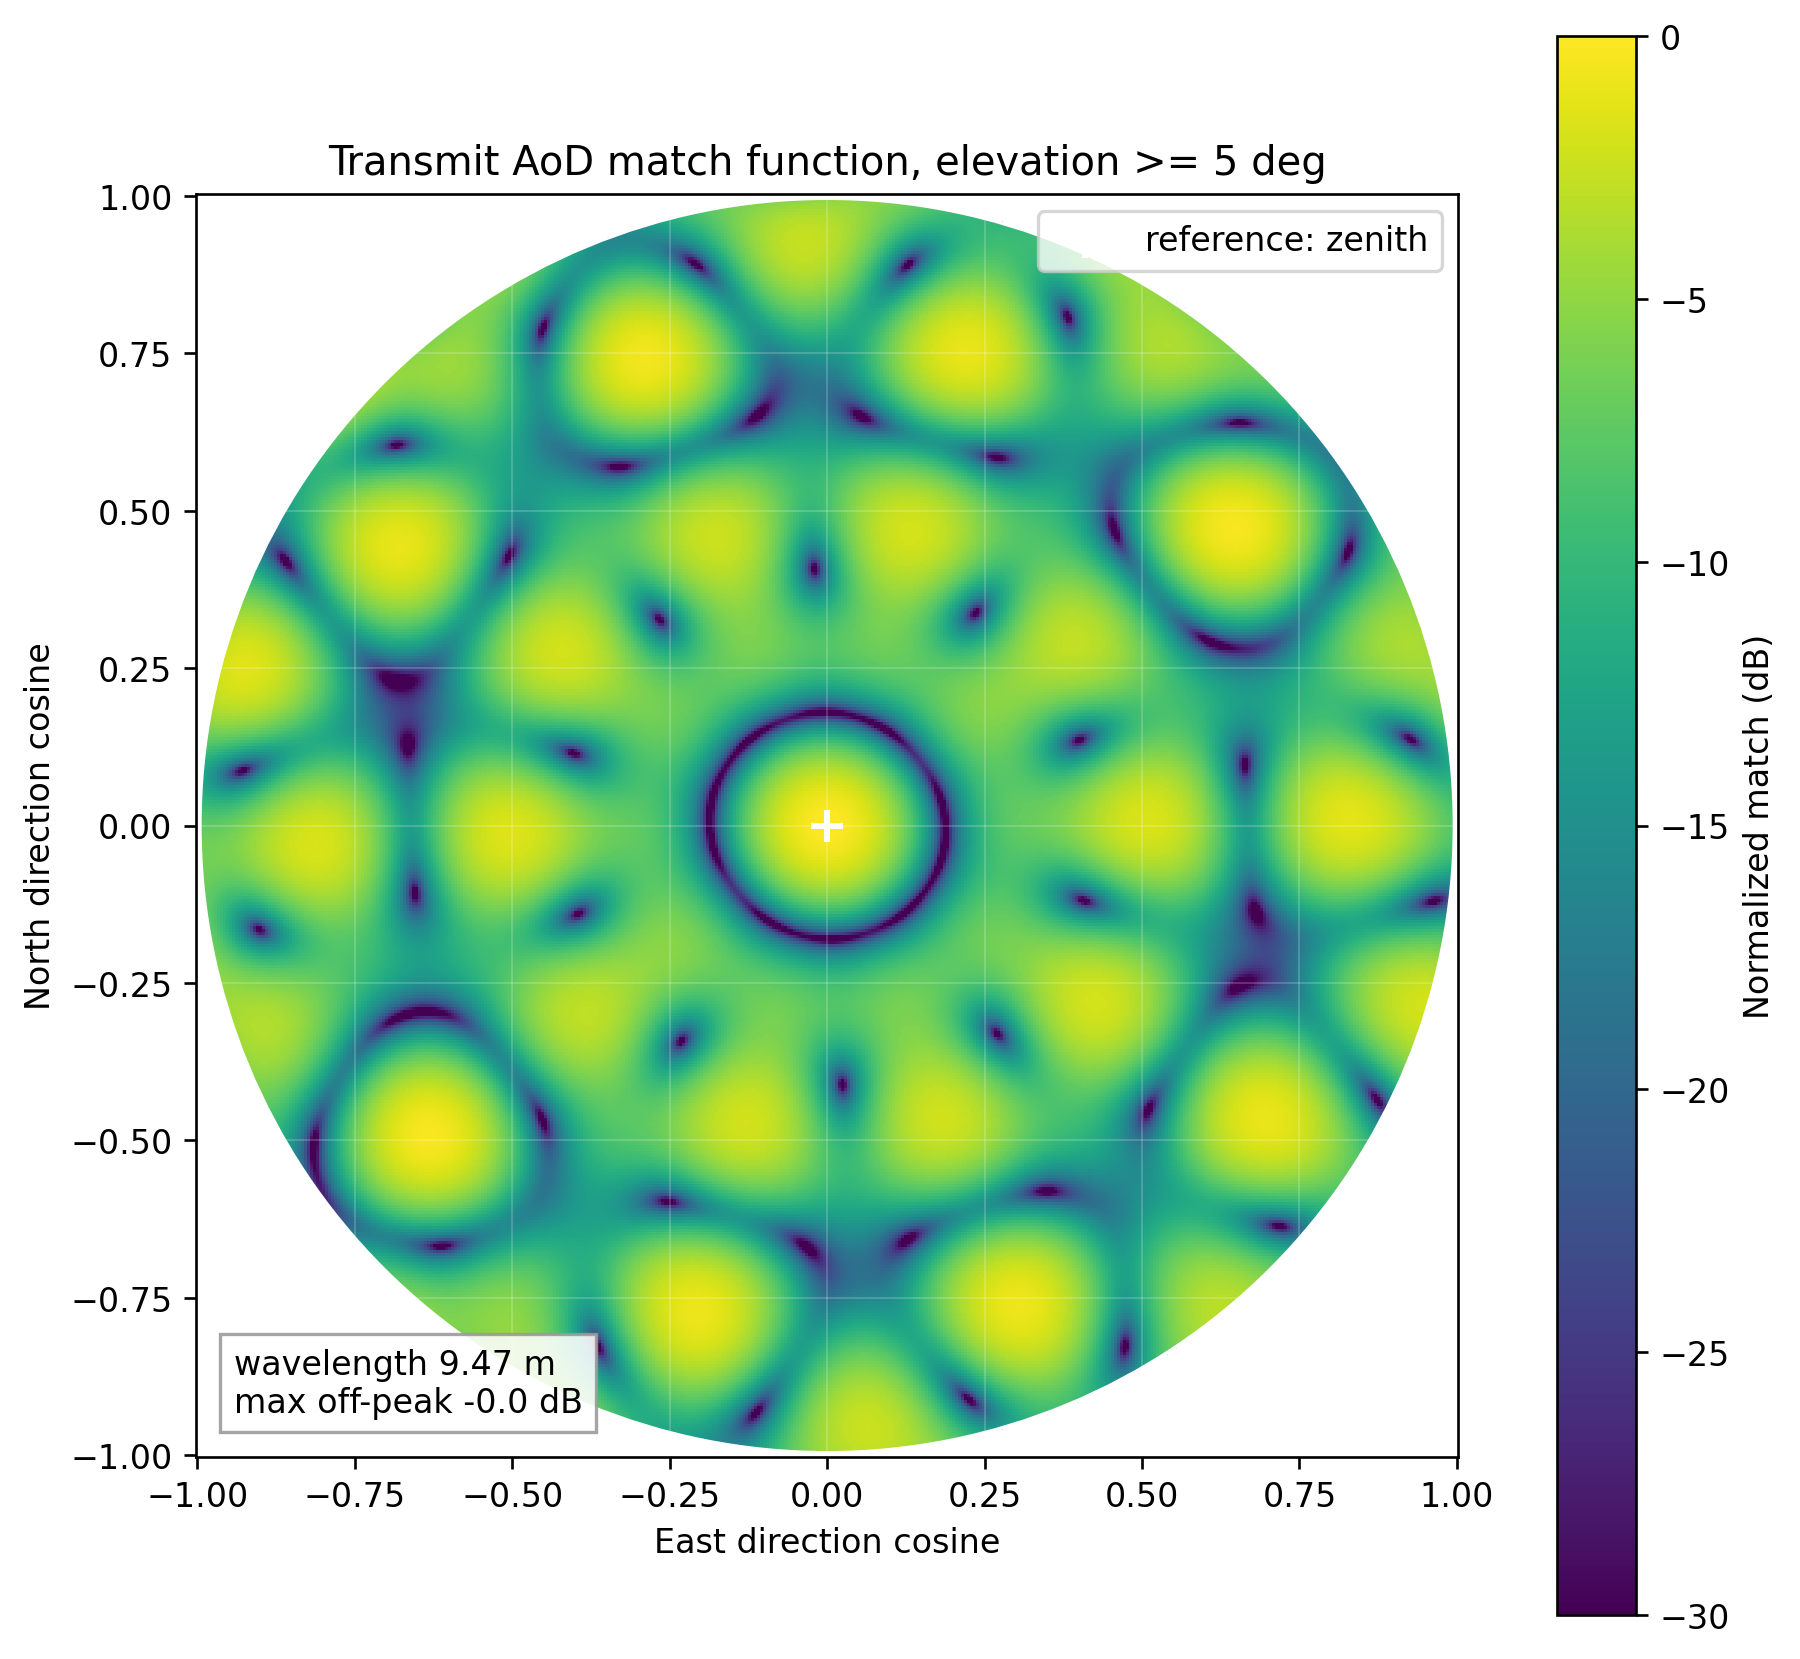 Transmit AoD match function, elevation >= 5 deg
reference: zenith
1.00
0.75
0.50
0.25
0.00
−0.25
−0.50
−0.75
−1.00
North direction cosine
wavelength 9.47 m
max off-peak -0.0 dB
−1.00 −0.75 −0.50 −0.25 0.00 0.25 0.50 0.75 1.00
East direction cosine
0
−5
−10
−15
−20
−25
−30
Normalized match (dB)